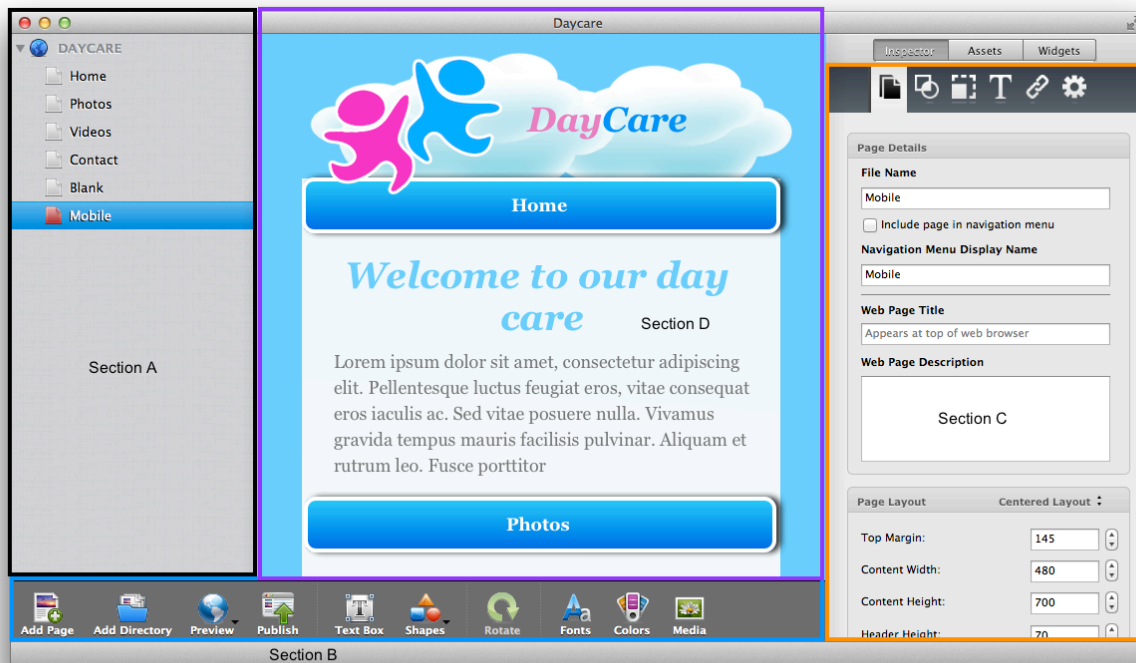 Daycare
DAYCARE
Home
Photos
Videos
Contact
Blank
Mobile
Section A
DayCare
Home
Welcome to our day
care
Section D
Lorem ipsum dolor sit amet, consectetur adipiscing
elit. Pellentesque luctus feugiat eros, vitae consequat
eros iaculis ac. Sed vitae posuere nulla. Vivamus
gravida tempus mauris facilisis pulvinar. Aliquam et
rutrum leo. Fusce porttitor
Photos
Inspector Assets Widgets
T
Page Details
File Name
Mobile
Include page in navigation menu
Navigation Menu Display Name
Mobile
Web Page Title
Appears at top of web browser
Web Page Description
Section C
Page Layout Centered Layout
Top Margin: 145
Content Width: 480
Content Height: 700
Header Height: 70
Add Page Add Directory Preview Publish Text Box Shapes Rotate Fonts Colors Media
Section B